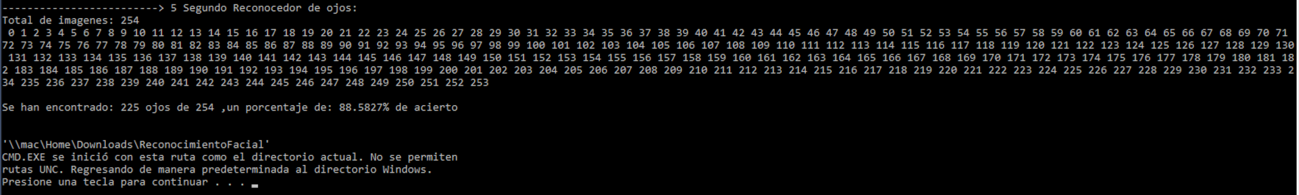 ------------------------> 5 Segundo Reconocedor de ojos:
Total de imagenes: 254
0 1 2 3 4 5 6 7 8 9 10 11 12 13 14 15 16 17 18 19 20 21 22 23 24 25 26 27 28 29 30 31 32 33 34 35 36 37 38 39 40 41 42 43 44 45 46 47 48 49 50 51 52 53 54 55 56 57 58 59 60 61 62 63 64 65 66 67 68 69 70 71
72 73 74 75 76 77 78 79 80 81 82 83 84 85 86 87 88 89 90 91 92 93 94 95 96 97 98 99 100 101 102 103 104 105 106 107 108 109 110 111 112 113 114 115 116 117 118 119 120 121 122 123 124 125 126 127 128 129 130
131 132 133 134 135 136 137 138 139 140 141 142 143 144 145 146 147 148 149 150 151 152 153 154 155 156 157 158 159 160 161 162 163 164 165 166 167 168 169 170 171 172 173 174 175 176 177 178 179 180 181 18
2 183 184 185 186 187 188 189 190 191 192 193 194 195 196 197 198 199 200 201 202 203 204 205 206 207 208 209 210 211 212 213 214 215 216 217 218 219 220 221 222 223 224 225 226 227 228 229 230 231 232 233 2
34 235 236 237 238 239 240 241 242 243 244 245 246 247 248 249 250 251 252 253
Se han encontrado: 225 ojos de 254 ,un porcentaje de: 88.5827% de acierto
'\\mac\Home\Downloads\ReconocimientoFacial'
CMD.EXE se inició con esta ruta como el directorio actual. No se permiten
rutas UNC. Regresando de manera predeterminada al directorio Windows.
Presione una tecla para continuar . . .